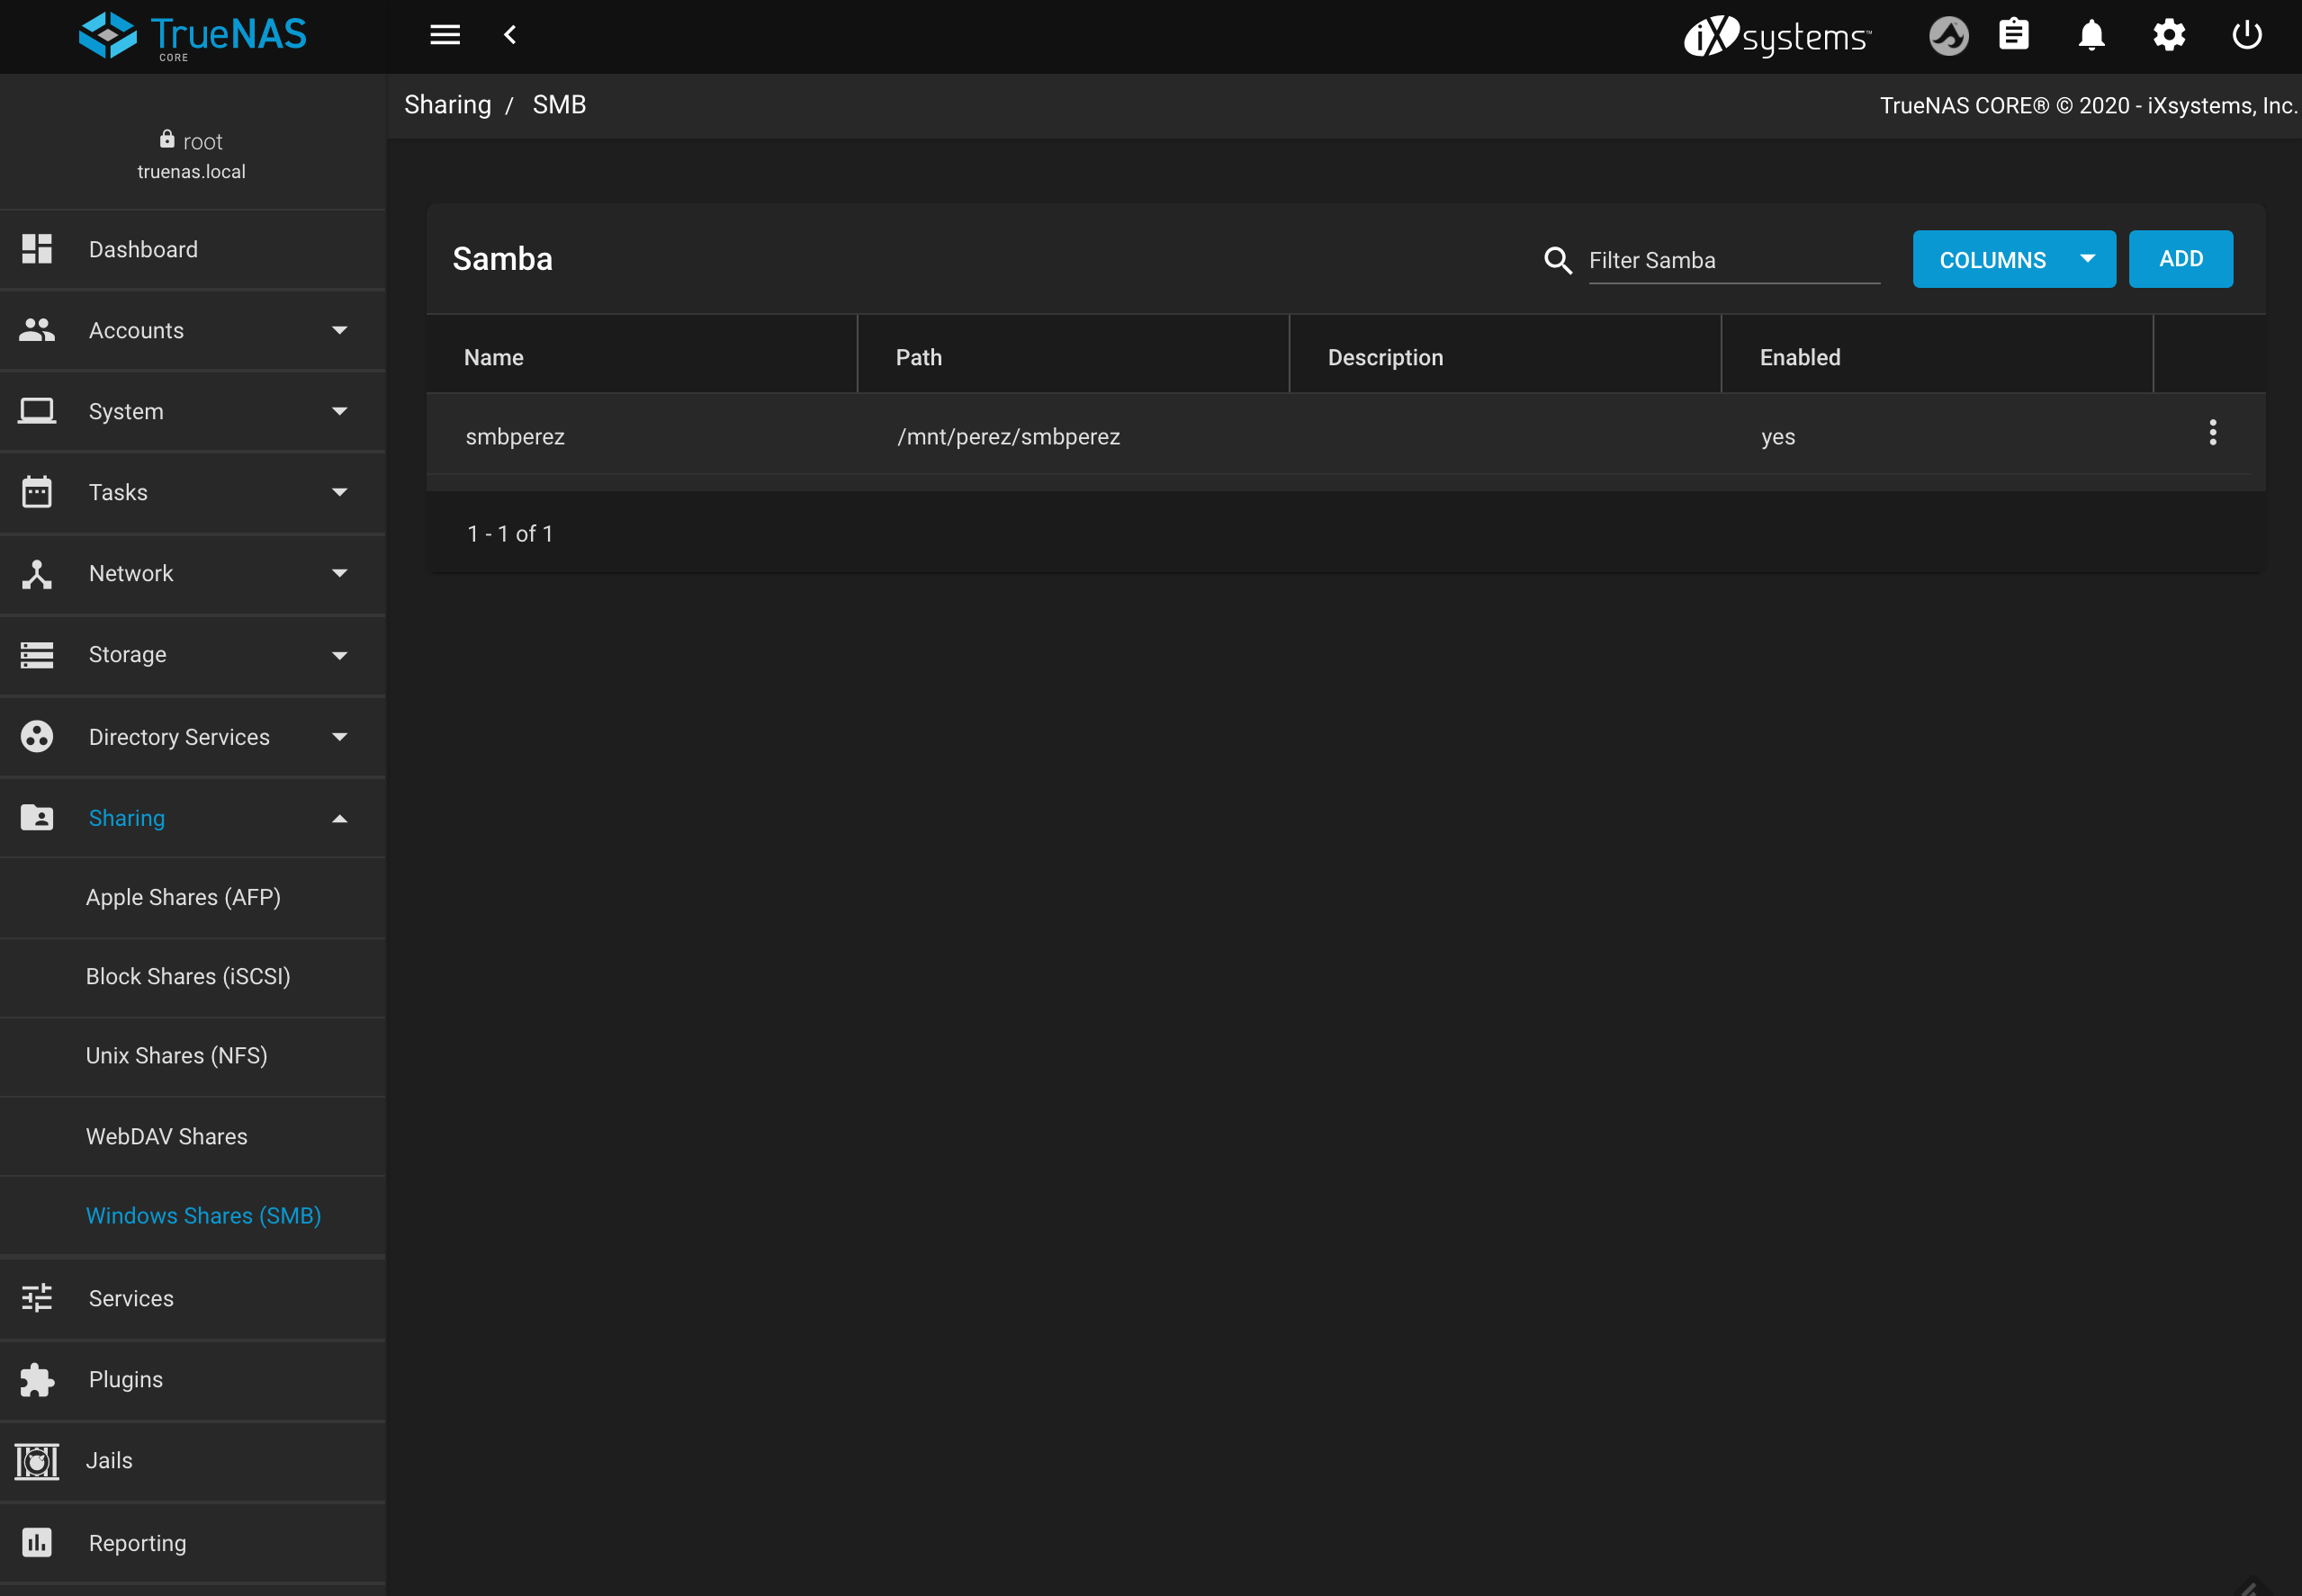 TrueNAS
CORE
iXsystems™
Sharing / SMB
TrueNAS CORE® © 2020 - iXsystems, Inc.
root
truenas.local
Dashboard
Accounts
System
Tasks
Network
Storage
Directory Services
Sharing
Apple Shares (AFP)
Block Shares (iSCSI)
Unix Shares (NFS)
WebDAV Shares
Windows Shares (SMB)
Services
Plugins
Jails
Reporting
Samba
Filter Samba
COLUMNS
ADD
Name Path Description Enabled
smbperez /mnt/perez/smbperez yes
1 - 1 of 1